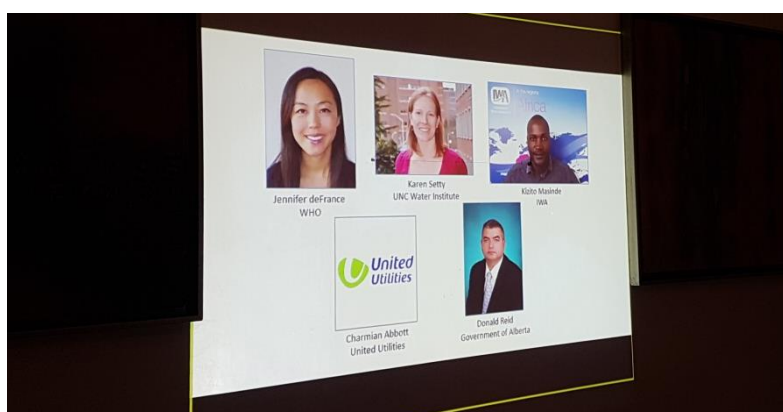 Jennifer deFrance
WHO
Karen Setty
UNC Water Institute
IWA
Kizito Masinde
IWA
United
Utilities
Charmian Abbott
United Utilities
Donald Reid
Government of Alberta